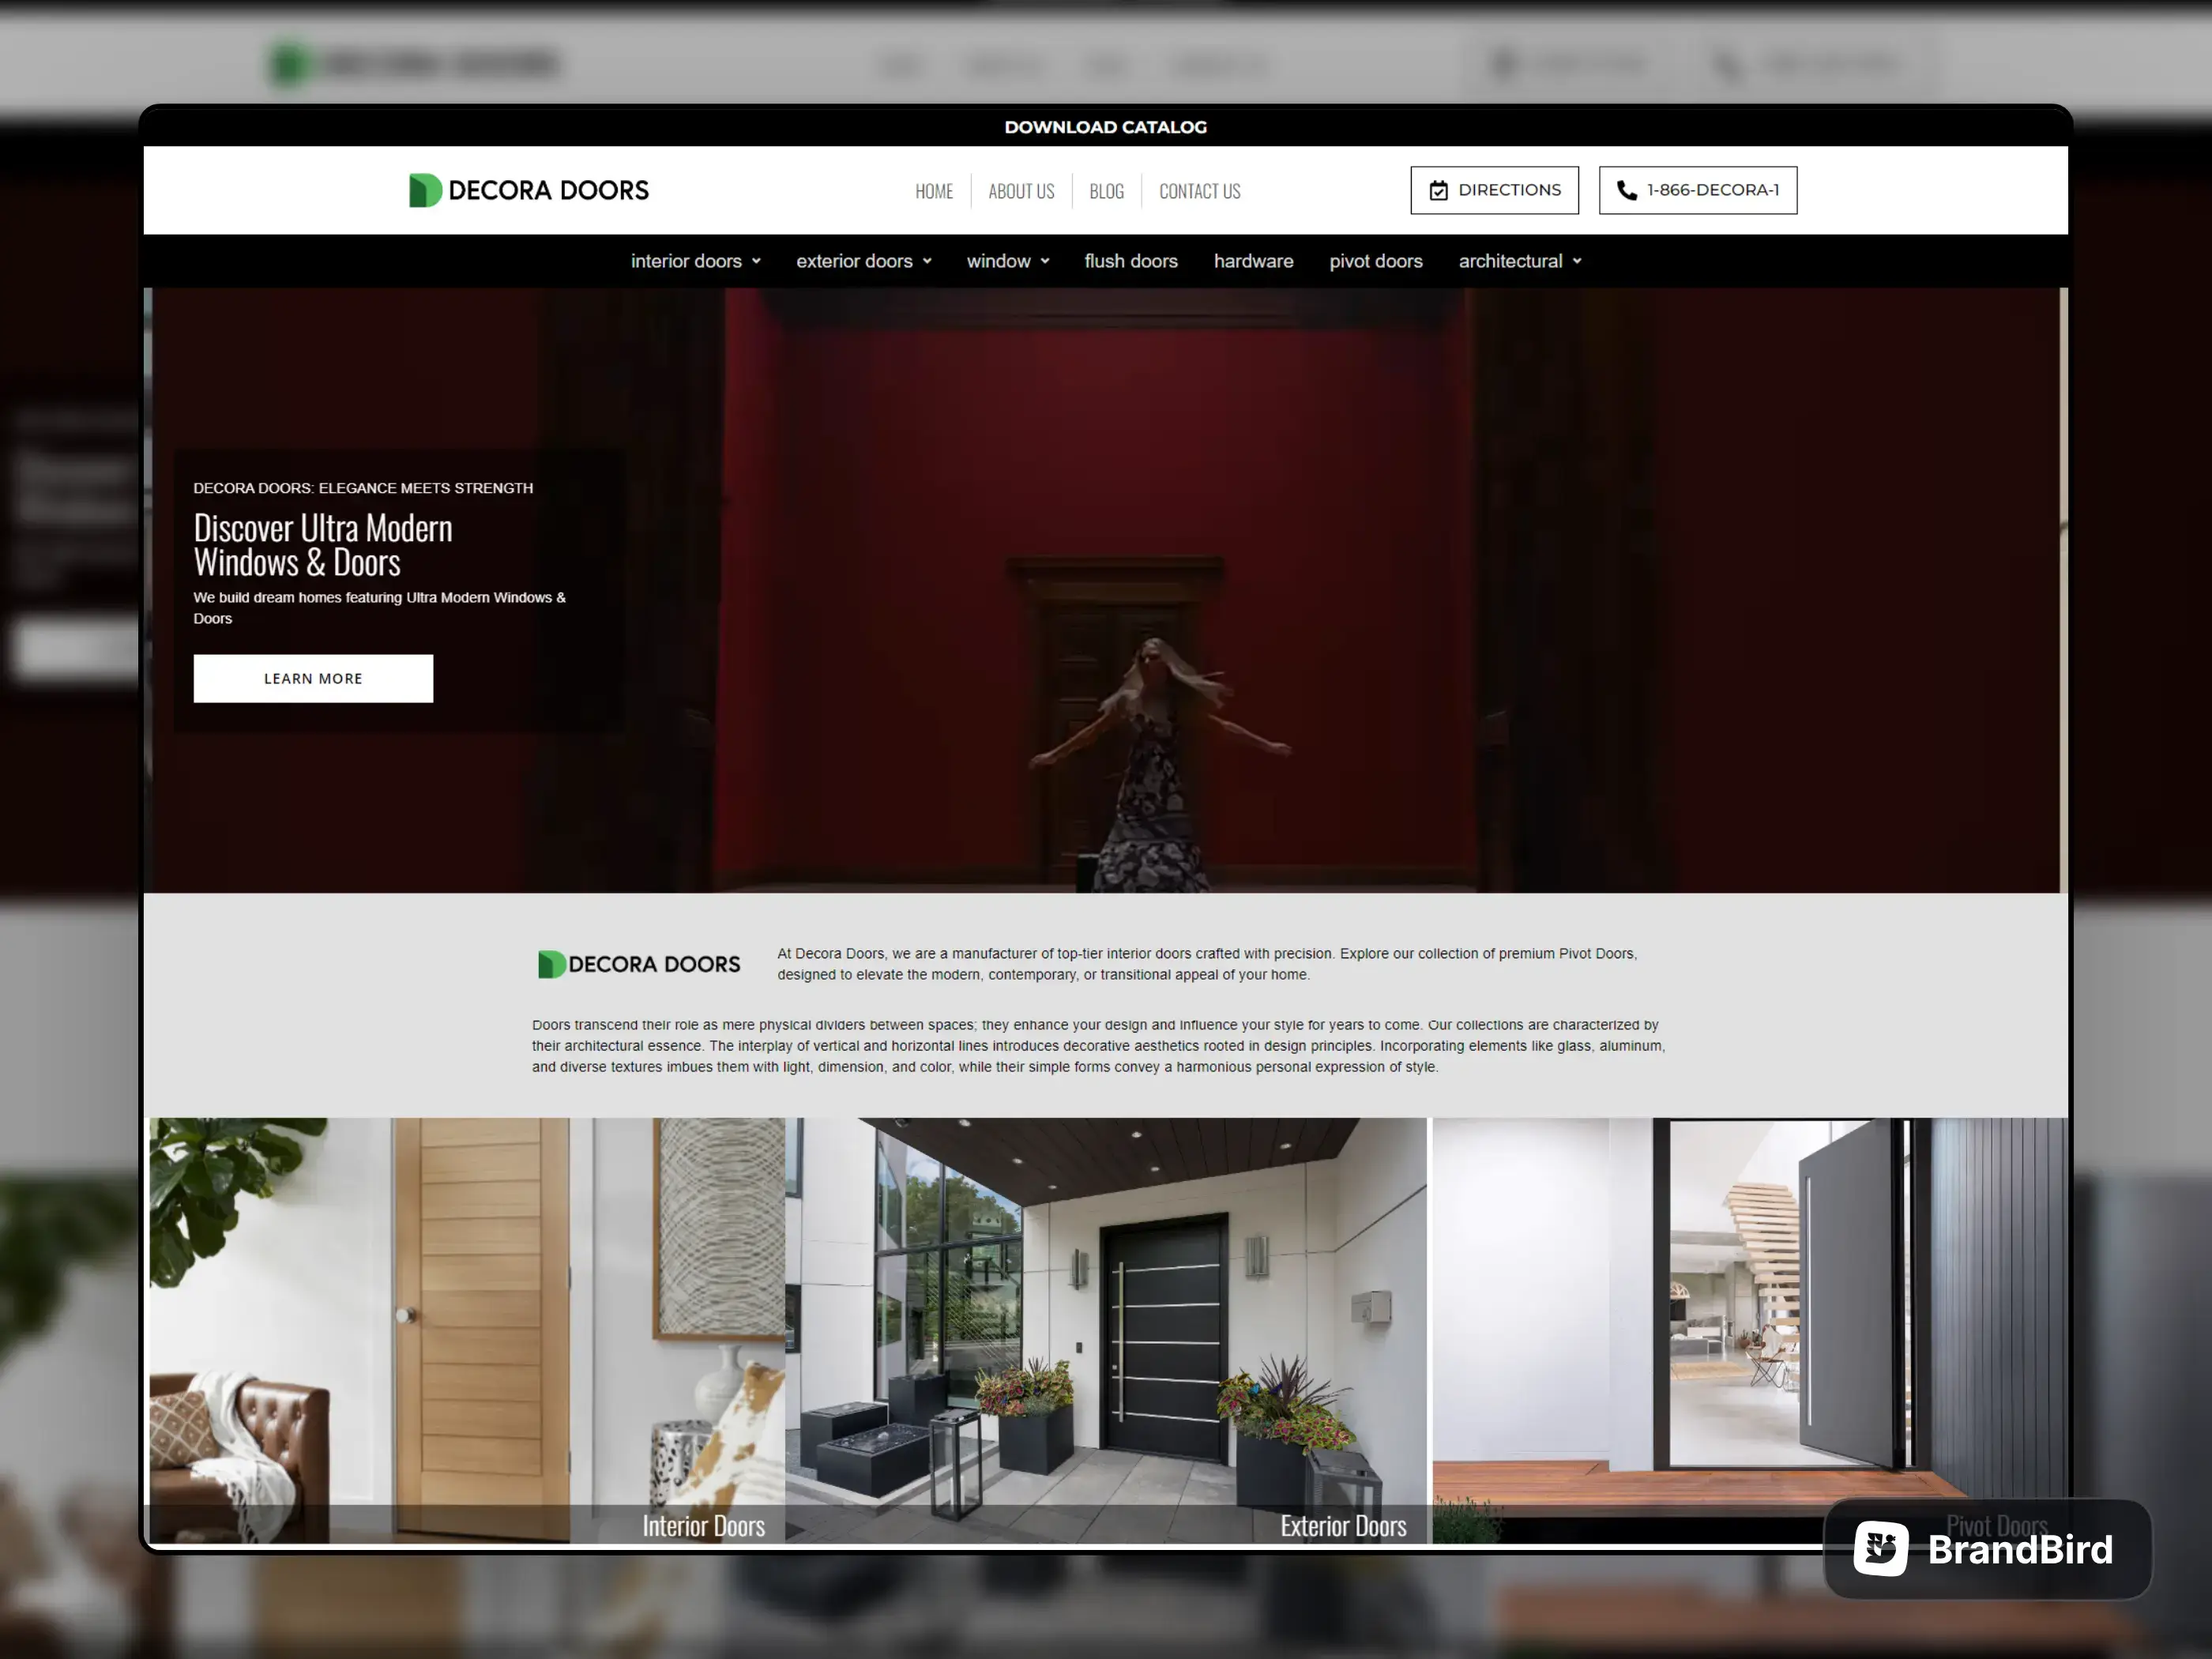 DOWNLOAD CATALOG
DECORA DOORS
HOME
ABOUT US
BLOG
CONTACT US
DIRECTIONS
1-866-DECORA-1
interior doors
exterior doors
window
flush doors
hardware
pivot doors
architectural
DECORA DOORS: ELEGANCE MEETS STRENGTH
Discover Ultra Modern
Windows & Doors
We build dream homes featuring Ultra Modern Windows &
Doors
LEARN MORE
DECORA DOORS
At Decora Doors, we are a manufacturer of top-tier interior doors crafted with precision. Explore our collection of premium Pivot Doors,
designed to elevate the modern, contemporary, or transitional appeal of your home.
Doors transcend their role as mere physical dividers between spaces; they enhance your design and influence your style for years to come. Our collections are characterized by
their architectural essence. The interplay of vertical and horizontal lines introduces decorative aesthetics rooted in design principles. Incorporating elements like glass, aluminum,
and diverse textures imbues them with light, dimension, and color, while their simple forms convey a harmonious personal expression of style.
Interior Doors
Exterior Doors
Pivot Doors
BrandBird